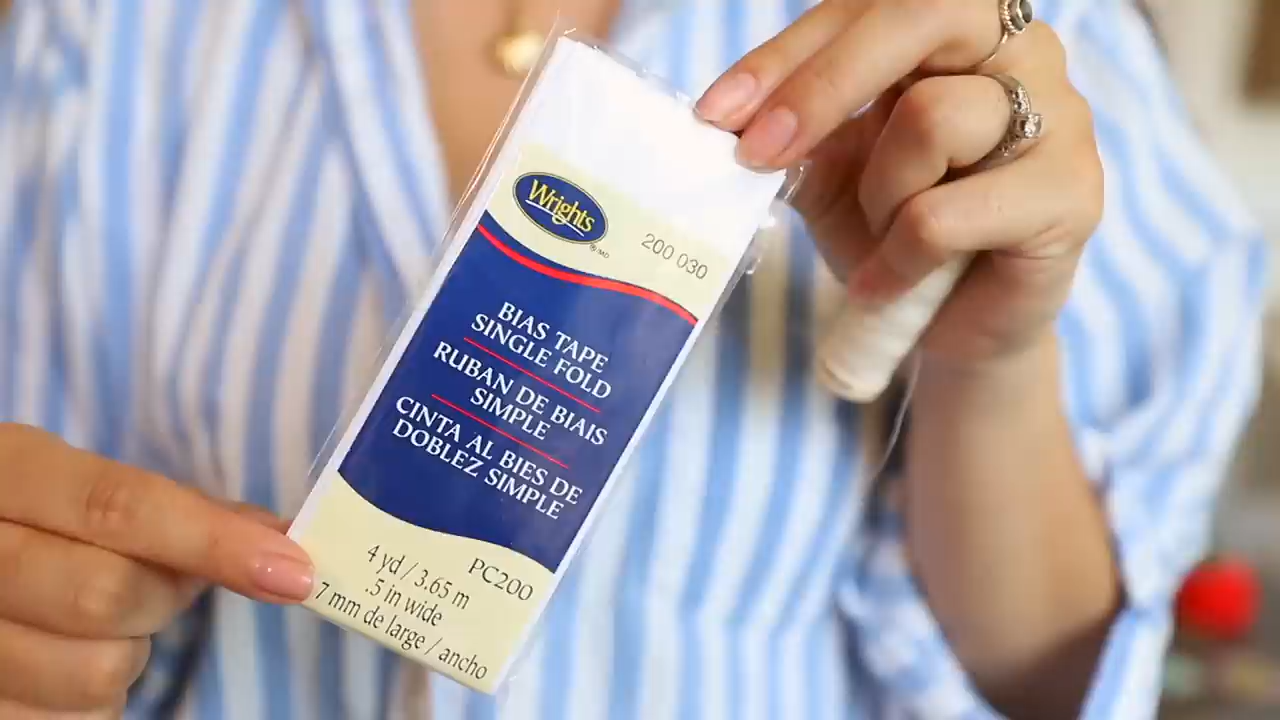 Wrights
® MD
200 030
BIAS TAPE
SINGLE FOLD
RUBAN DE BIAIS
SIMPLE
CINTA AL BIES DE
DOBLEZ SIMPLE
PC200
4 yd / 3.65 m
.5 in wide
7 mm de large / ancho